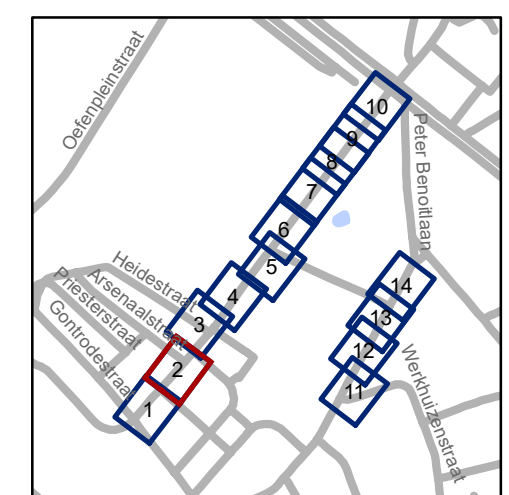 Oefenpleinstraat
10
Peter Benoitlaan
9
8
7
6
5
Heidestraat
14
Arsenaalstraat
4
Priesterstraat
13
3
Gontrodestraat
12
Werkhuizenstraat
2
11
1